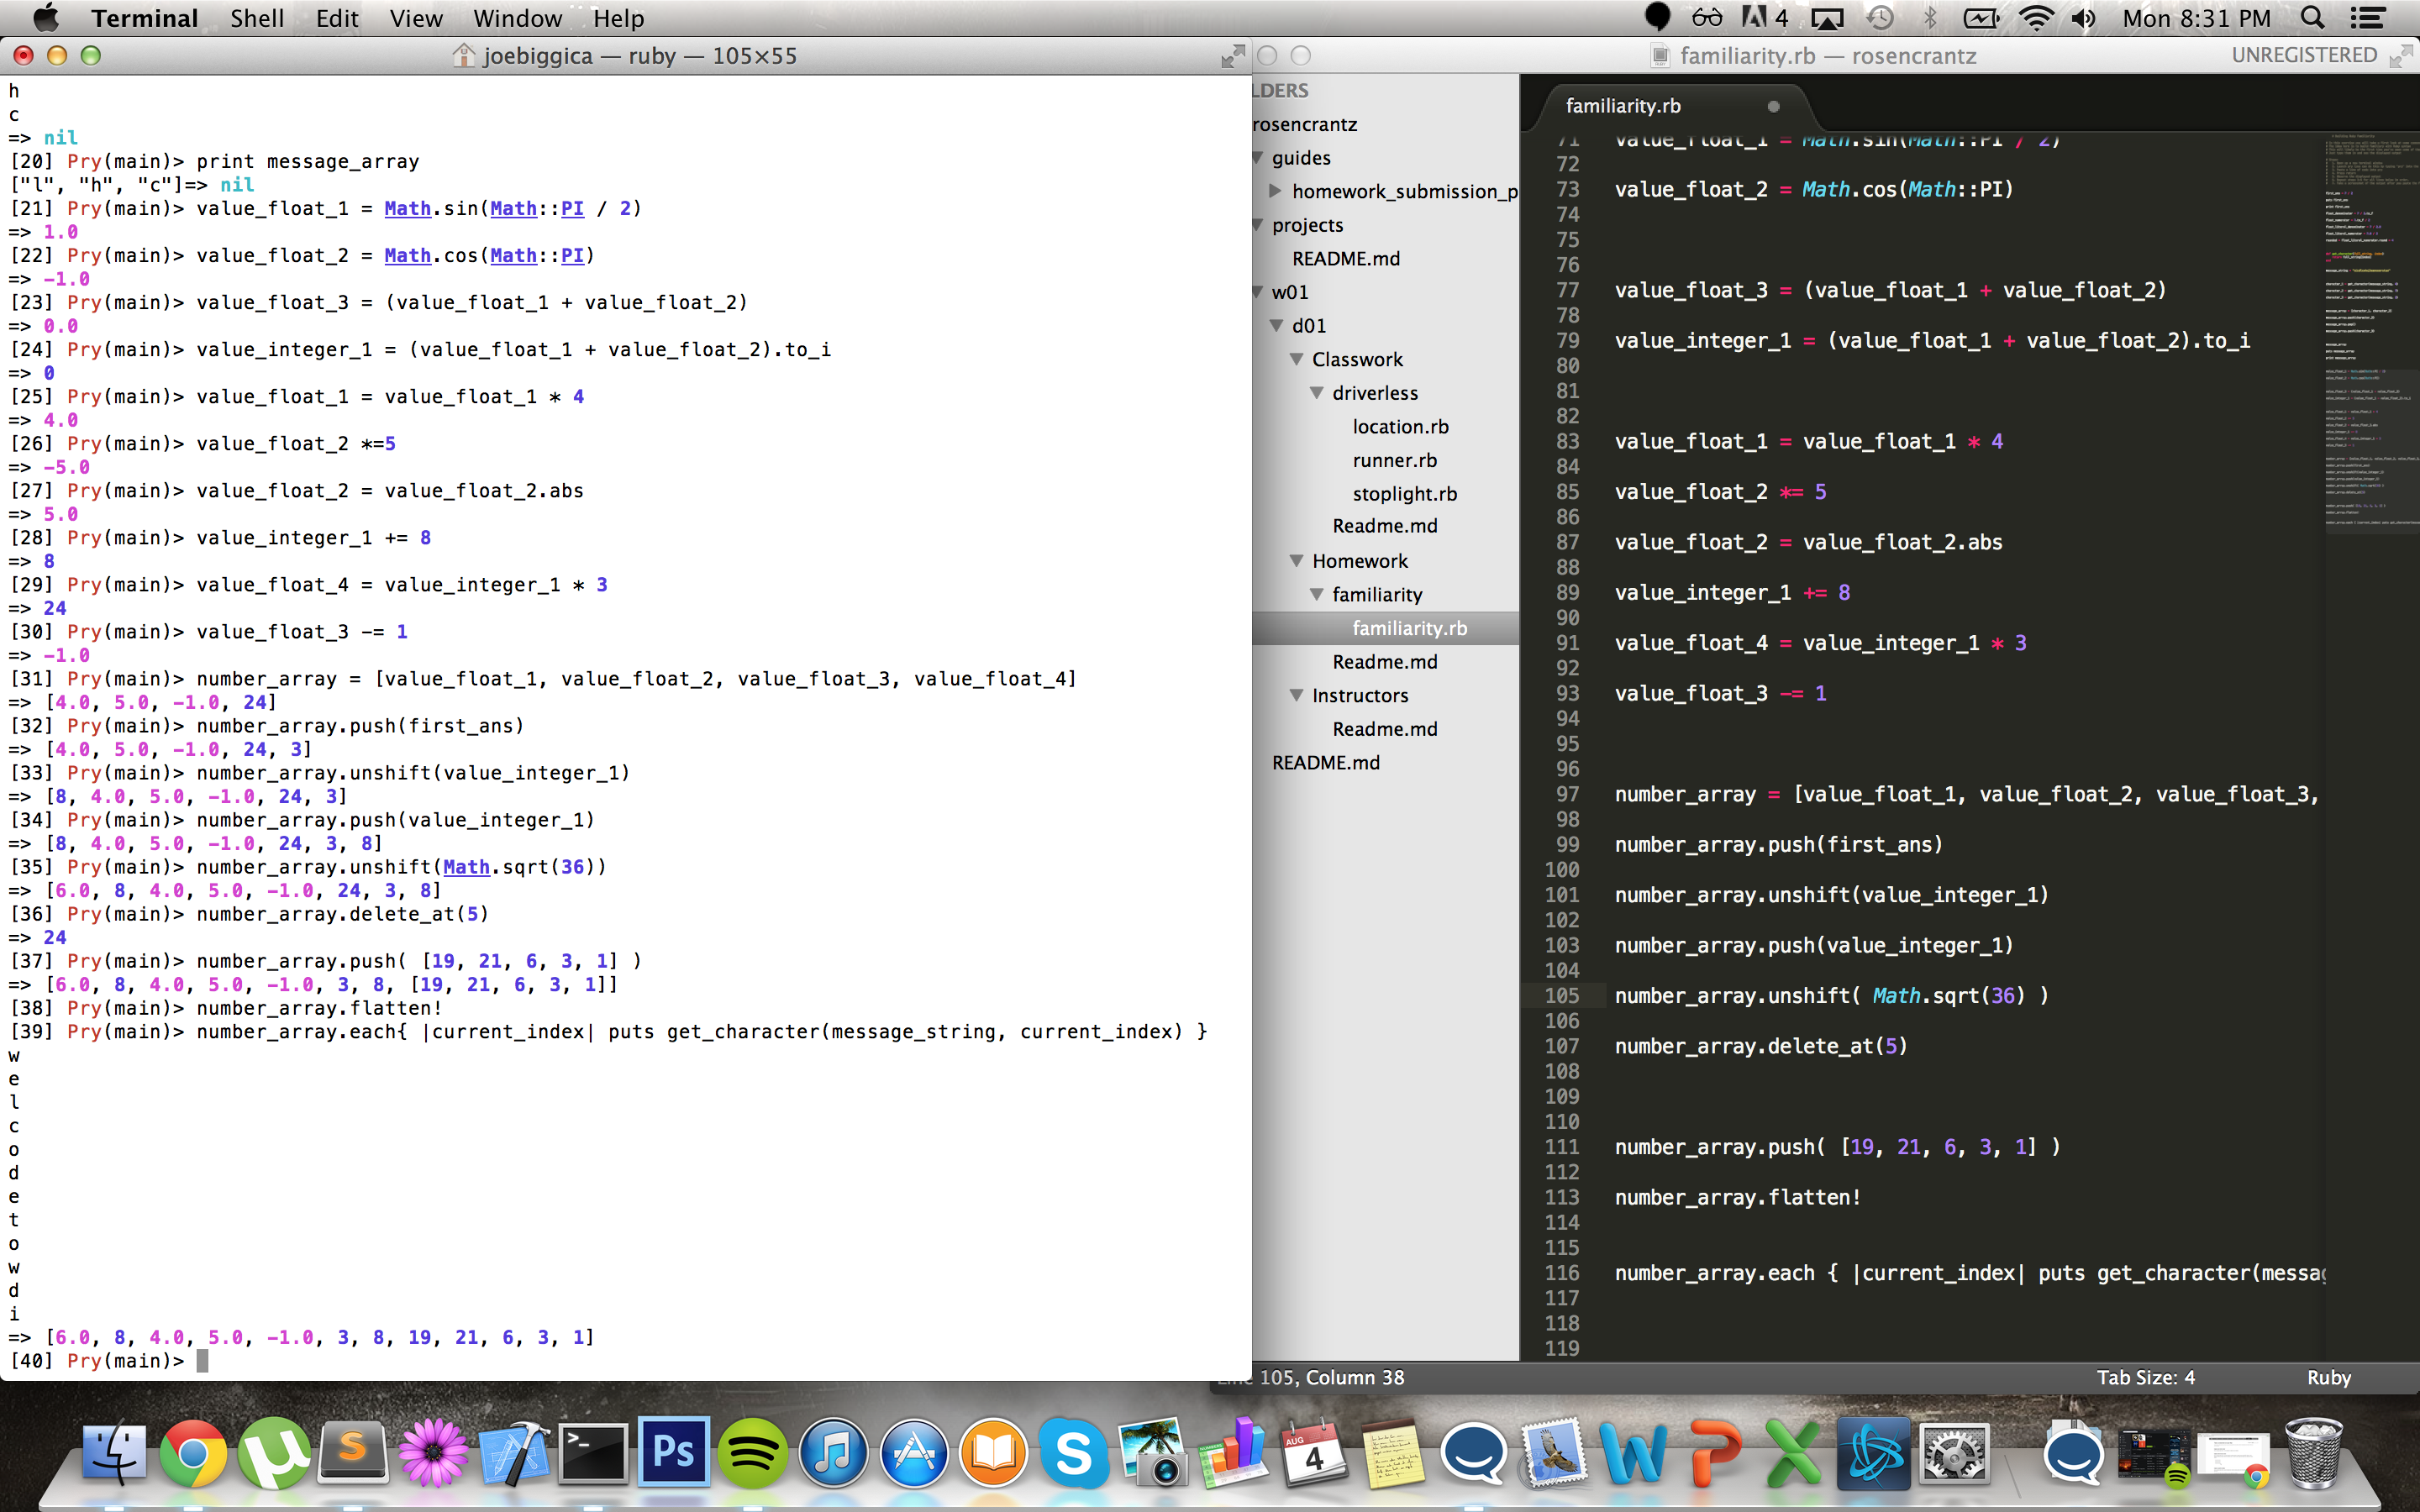 Terminal Shell Edit View Window Help 4 Mon 8:31 PM
joebiggica — ruby — 105×55
h
c
=> nil
[20] Pry(main)> print message_array
["l", "h", "c"]=> nil
[21] Pry(main)> value_float_1 = Math.sin(Math::PI / 2)
=> 1.0
[22] Pry(main)> value_float_2 = Math.cos(Math::PI)
=> -1.0
[23] Pry(main)> value_float_3 = (value_float_1 + value_float_2)
=> 0.0
[24] Pry(main)> value_integer_1 = (value_float_1 + value_float_2).to_i
=> 0
[25] Pry(main)> value_float_1 = value_float_1 * 4
=> 4.0
[26] Pry(main)> value_float_2 *=5
=> -5.0
[27] Pry(main)> value_float_2 = value_float_2.abs
=> 5.0
[28] Pry(main)> value_integer_1 += 8
=> 8
[29] Pry(main)> value_float_4 = value_integer_1 * 3
=> 24
[30] Pry(main)> value_float_3 -= 1
=> -1.0
[31] Pry(main)> number_array = [value_float_1, value_float_2, value_float_3, value_float_4]
=> [4.0, 5.0, -1.0, 24]
[32] Pry(main)> number_array.push(first_ans)
=> [4.0, 5.0, -1.0, 24, 3]
[33] Pry(main)> number_array.unshift(value_integer_1)
=> [8, 4.0, 5.0, -1.0, 24, 3]
[34] Pry(main)> number_array.push(value_integer_1)
=> [8, 4.0, 5.0, -1.0, 24, 3, 8]
[35] Pry(main)> number_array.unshift(Math.sqrt(36))
=> [6.0, 8, 4.0, 5.0, -1.0, 24, 3, 8]
[36] Pry(main)> number_array.delete_at(5)
=> 24
[37] Pry(main)> number_array.push( [19, 21, 6, 3, 1] )
=> [6.0, 8, 4.0, 5.0, -1.0, 3, 8, [19, 21, 6, 3, 1]]
[38] Pry(main)> number_array.flatten!
[39] Pry(main)> number_array.each{ |current_index| puts get_character(message_string, current_index) }
w
e
l
c
o
d
e
t
o
w
d
i
=> [6.0, 8, 4.0, 5.0, -1.0, 3, 8, 19, 21, 6, 3, 1]
[40] Pry(main)>
familiarity.rb — rosencrantz
UNREGISTERED
LDERS
rosencrantz
guides
homework_submission_p
projects
README.md
w01
d01
Classwork
driverless
location.rb
runner.rb
stoplight.rb
Readme.md
Homework
familiarity
familiarity.rb
Readme.md
Instructors
Readme.md
README.md
familiarity.rb
71 value_float_1 = Math.sin(Math::PI / 2)
72
73 value_float_2 = Math.cos(Math::PI)
74
75
76
77 value_float_3 = (value_float_1 + value_float_2)
78
79 value_integer_1 = (value_float_1 + value_float_2).to_i
80
81
82
83 value_float_1 = value_float_1 * 4
84
85 value_float_2 *= 5
86
87 value_float_2 = value_float_2.abs
88
89 value_integer_1 += 8
90
91 value_float_4 = value_integer_1 * 3
92
93 value_float_3 -= 1
94
95
96
97 number_array = [value_float_1, value_float_2, value_float_3,
98
99 number_array.push(first_ans)
100
101 number_array.unshift(value_integer_1)
102
103 number_array.push(value_integer_1)
104
105 number_array.unshift( Math.sqrt(36) )
106
107 number_array.delete_at(5)
108
109
110
111 number_array.push( [19, 21, 6, 3, 1] )
112
113 number_array.flatten!
114
115
116 number_array.each { |current_index| puts get_character(messag
117
118
119
Line 105, Column 38
Tab Size: 4
Ruby
S
Ps
S
AUG
4